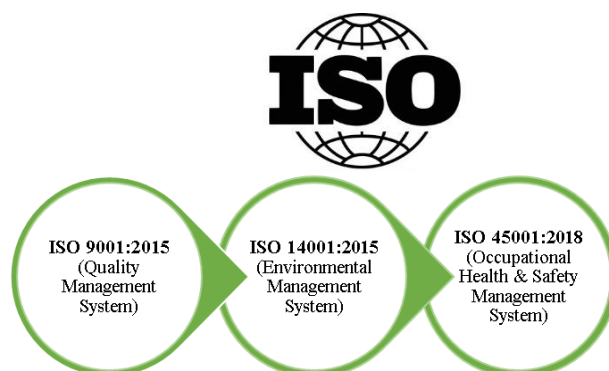 ISO
ISO 9001:2015
(Quality
Management
System)
ISO 14001:2015
(Environmental
Management
System)
ISO 45001:2018
(Occupational
Health & Safety
Management
System)